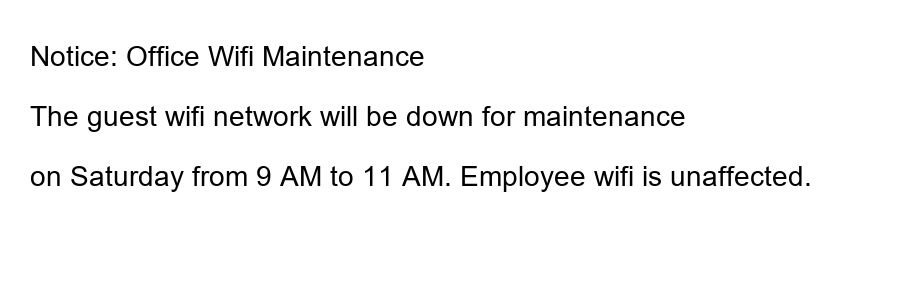 Notice: Office Wifi Maintenance
The guest wifi network will be down for maintenance
on Saturday from 9 AM to 11 AM. Employee wifi is unaffected.